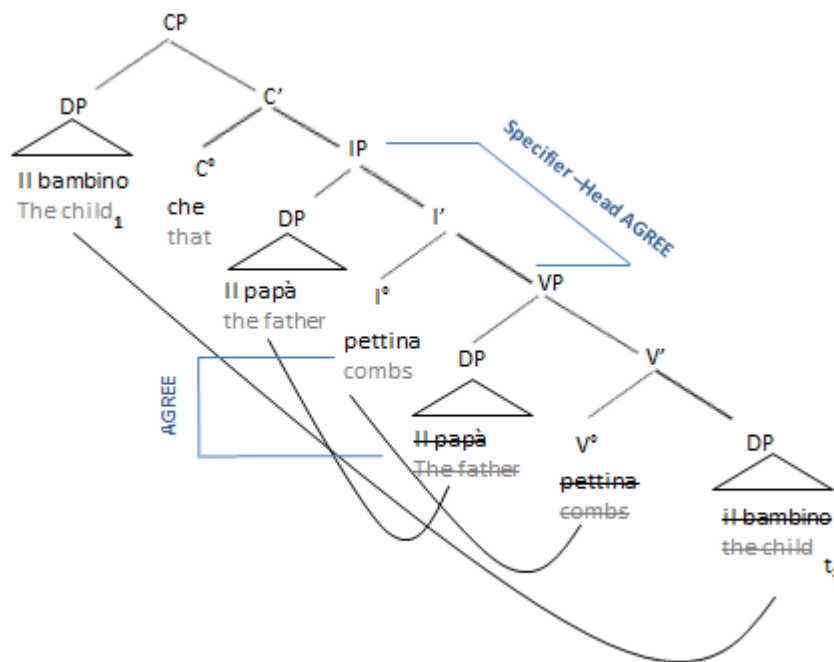 CP
DP
C'
Il bambino
The child1
C°
che
that
IP
Specifier –Head AGREE
DP
Il papà
the father
I'
I°
pettina
combs
VP
AGREE
DP
Il papà
The father
V'
V°
pettina
combs
DP
il bambino
the child